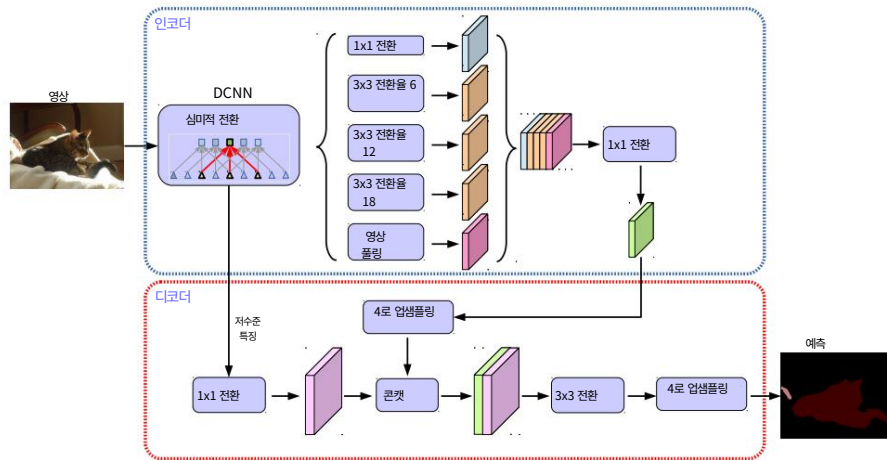 인코더
영상
DCNN
심미적 전환
1x1 전환
3x3 전환율 6
3x3 전환율
12
3x3 전환율
18
영상
풀링
1x1 전환
디코더
저수준
특징
4로 업샘플링
1x1 전환
콘캣
3x3 전환
4로 업샘플링
예측